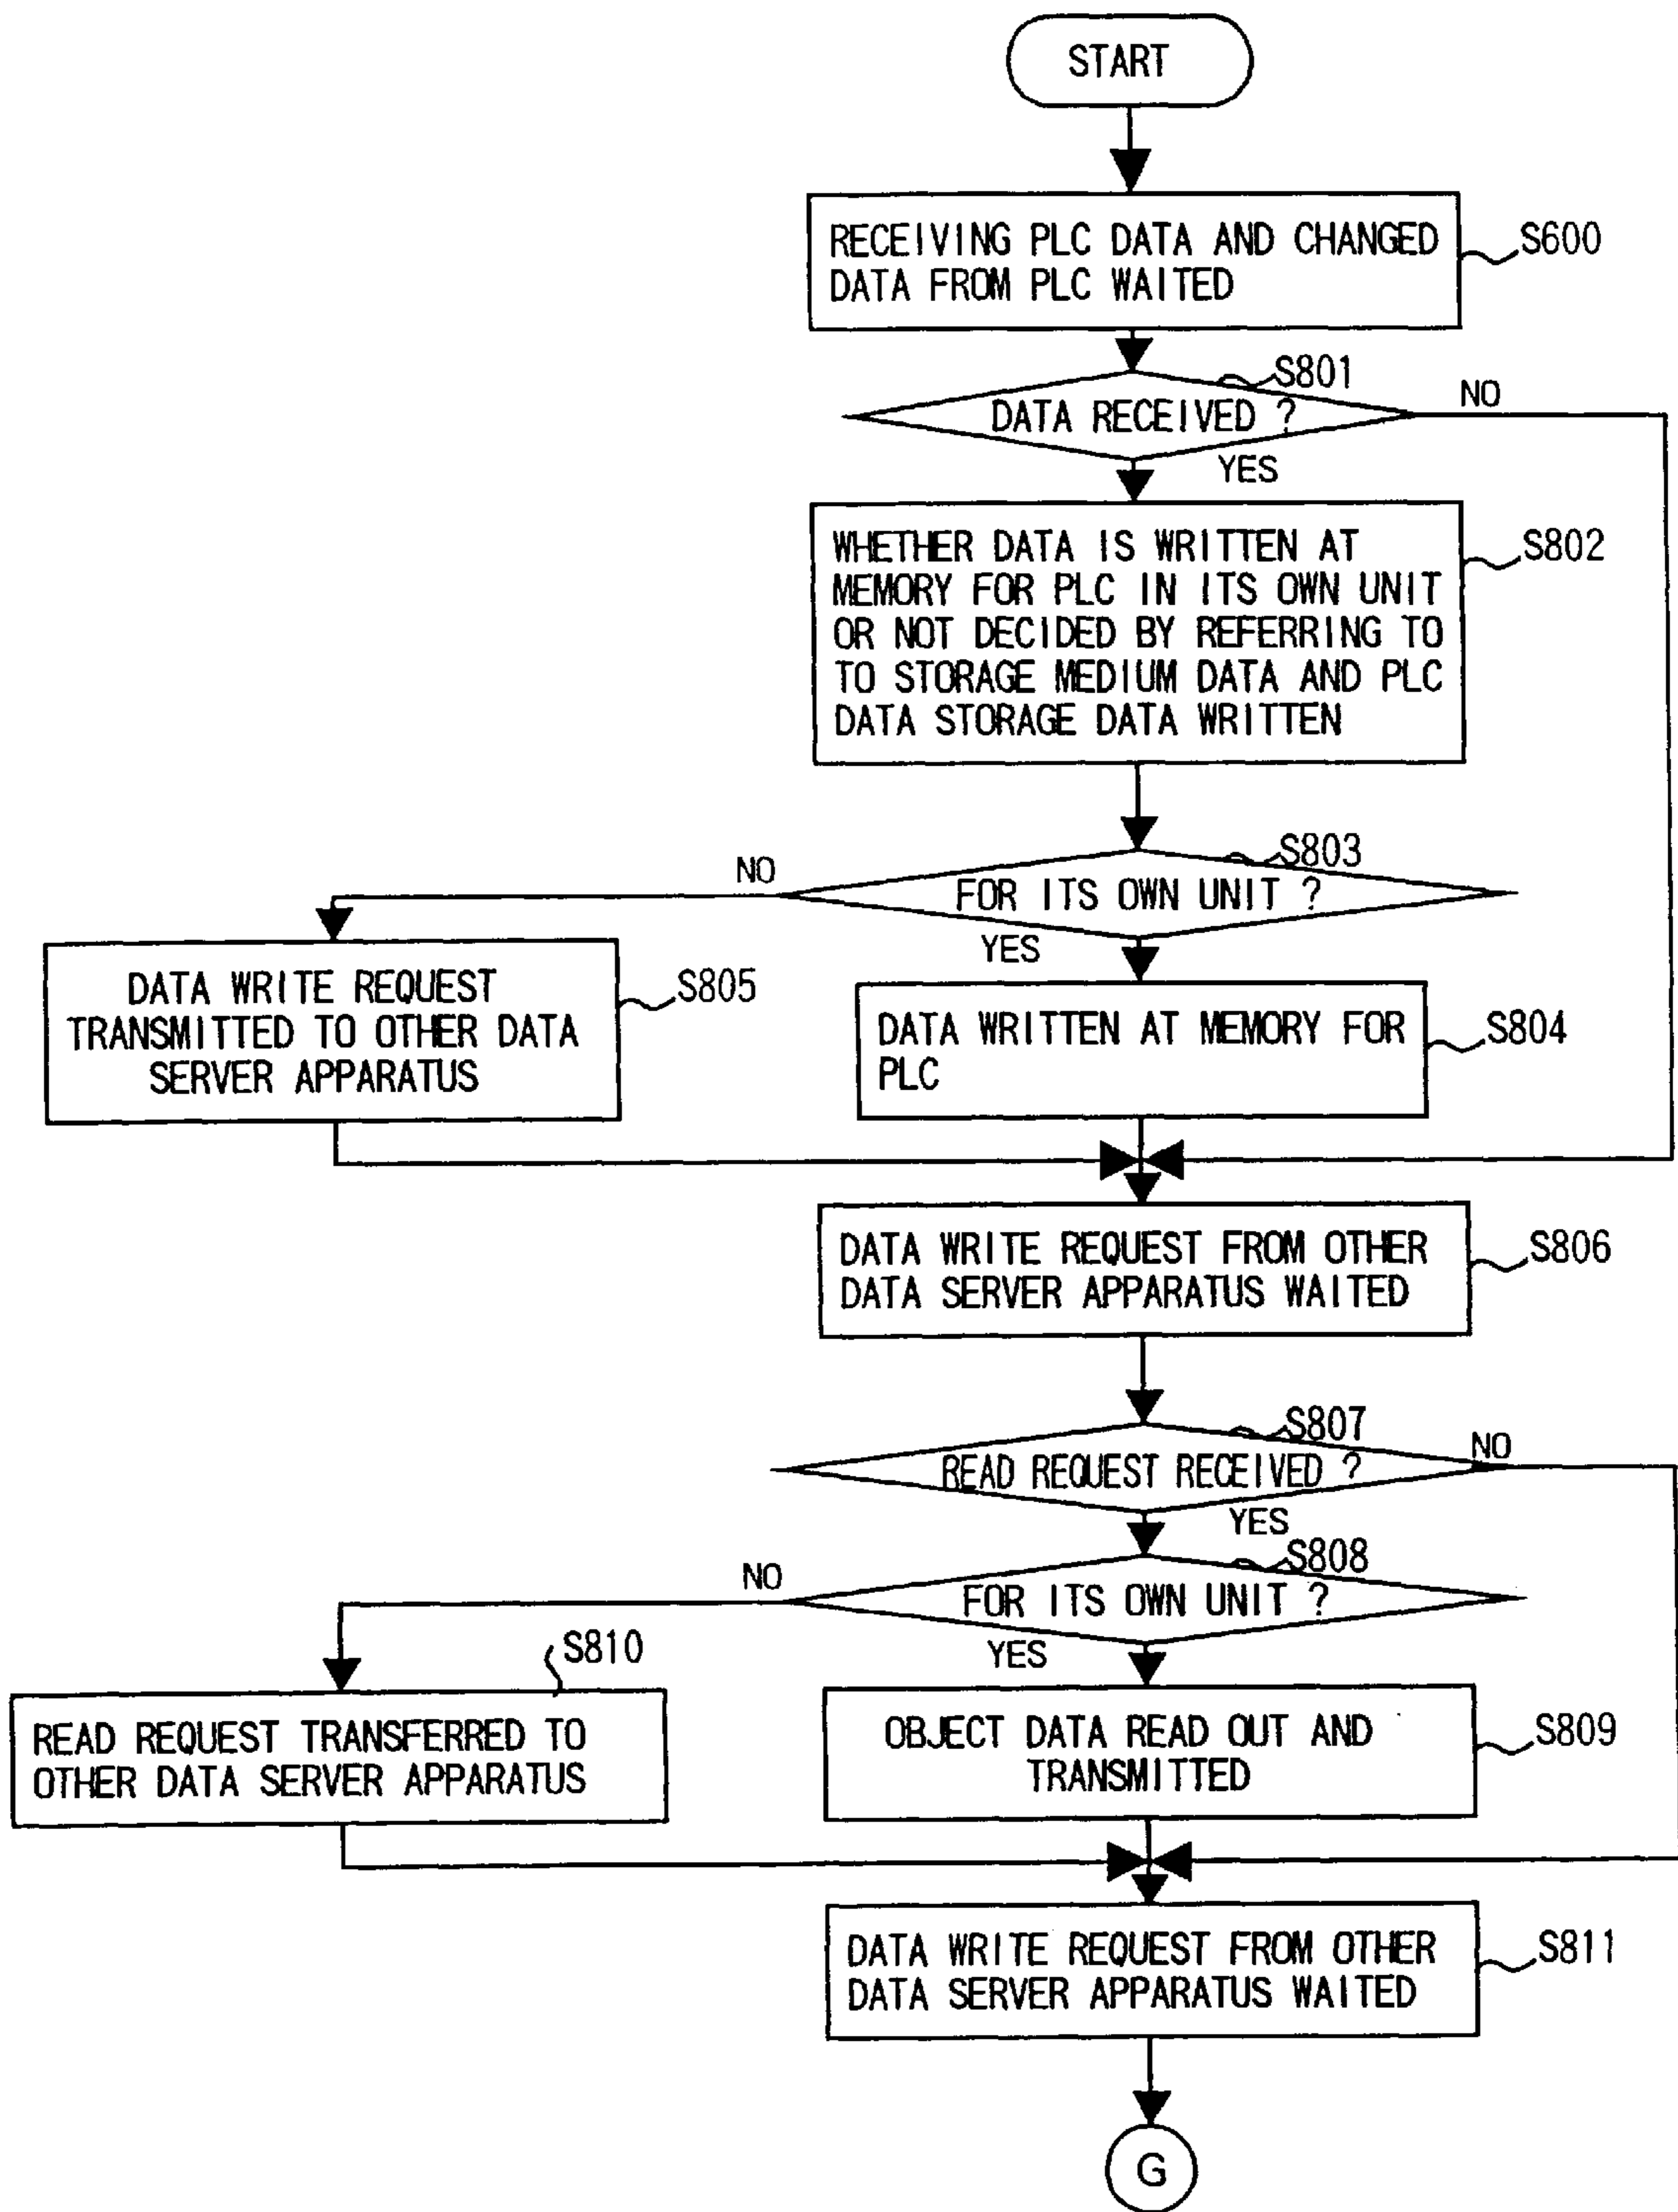 START
RECEIVING PLC DATA AND CHANGED
DATA FROM PLC WAITED
S600
S801
DATA RECEIVED ?
NO
YES
WHETHER DATA IS WRITTEN AT
MEMORY FOR PLC IN ITS OWN UNIT
OR NOT DECIDED BY REFERRING TO
TO STORAGE MEDIUM DATA AND PLC
DATA STORAGE DATA WRITTEN
S802
S803
NO
FOR ITS OWN UNIT ?
YES
DATA WRITE REQUEST
TRANSMITTED TO OTHER DATA
SERVER APPARATUS
S805
DATA WRITTEN AT MEMORY FOR
PLC
S804
DATA WRITE REQUEST FROM OTHER
DATA SERVER APPARATUS WAITED
S806
S807
READ REQUEST RECEIVED ?
NO
YES
S808
NO
FOR ITS OWN UNIT ?
YES
S810
READ REQUEST TRANSFERRED TO
OTHER DATA SERVER APPARATUS
OBJECT DATA READ OUT AND
TRANSMITTED
S809
DATA WRITE REQUEST FROM OTHER
DATA SERVER APPARATUS WAITED
S811
G